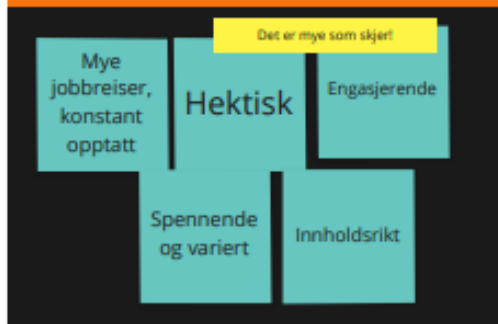 Det er mye som skjer!
Mye
jobbreiser,
konstant
opptatt
Hektisk
Engasjerende
Spennende
og variert
Innholdsrikt